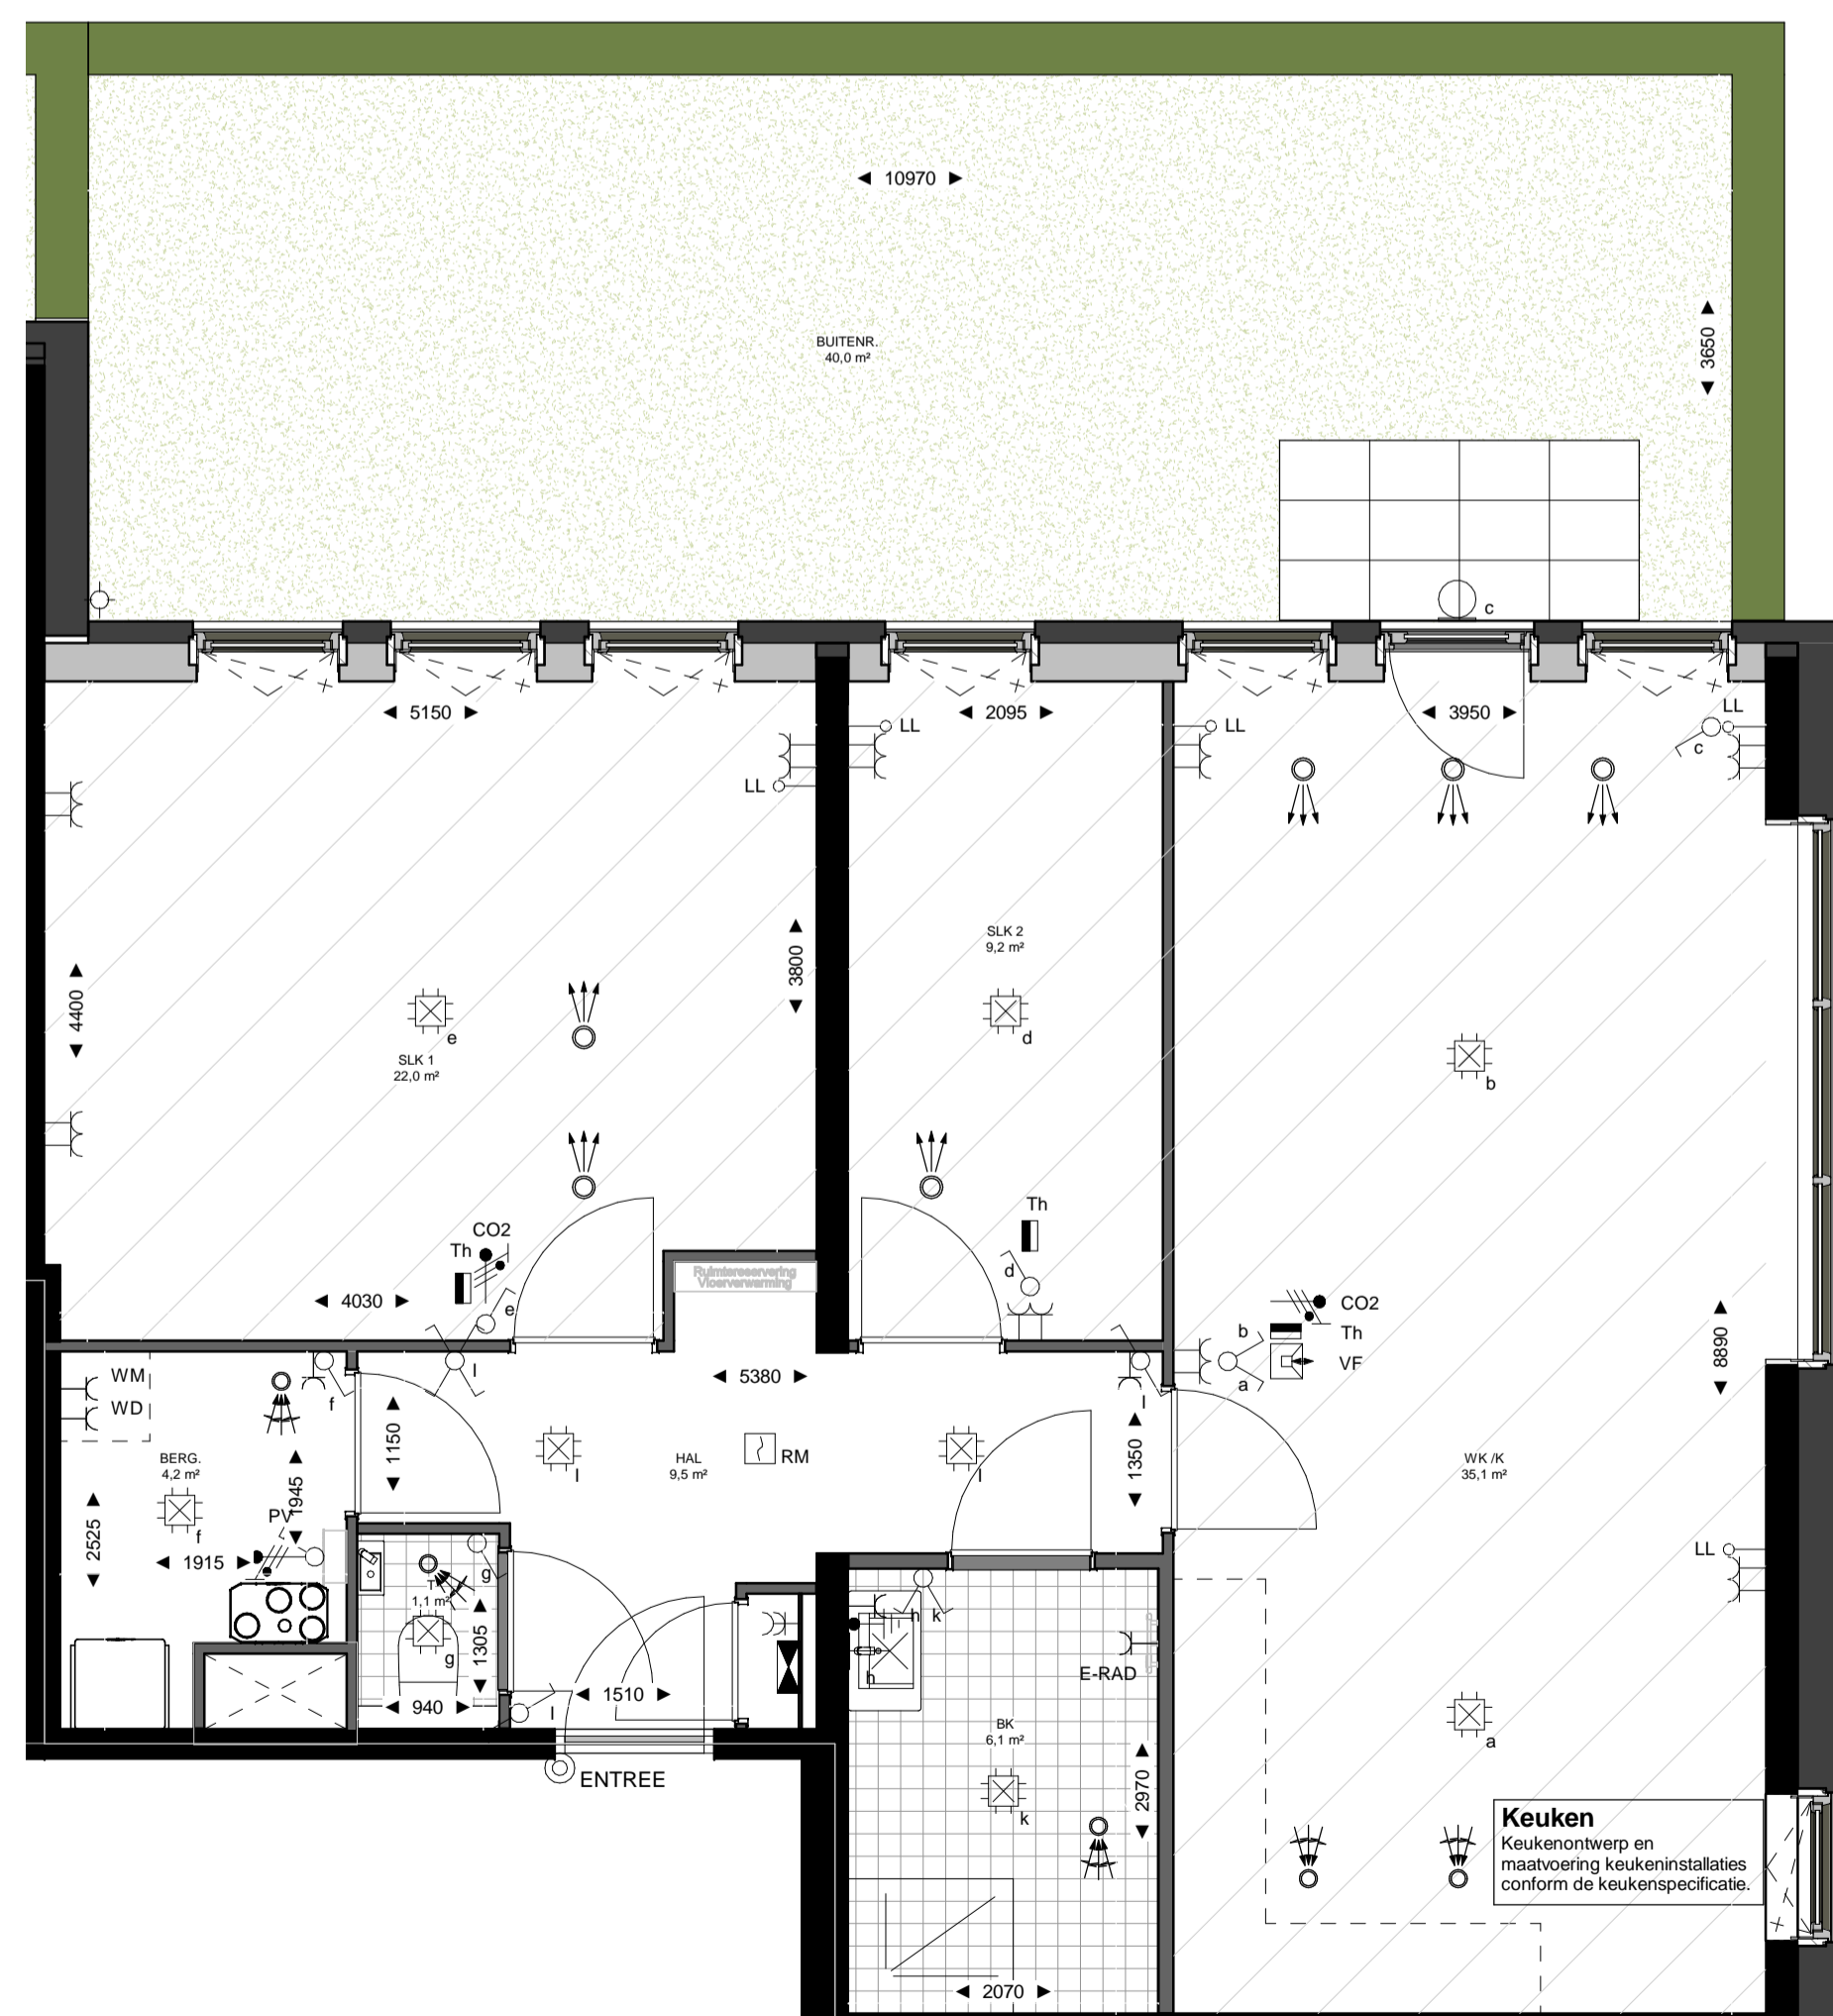 10970
3650
BUITENR.
40,0 m²
c
5150
2095
3950
LL
LL
LL
LL
c
SLK 2
9,2 m²
3800
4400
e
d
SLK 1
22,0 m²
b
Th
CO2
Th
d
e
4030
Ruimtereservering
Vloerverwarming
CO2
Th
VF
b
a
8890
WM
WD
f
l
5380
l
1150
1350
BERG.
4,2 m²
l
HAL
9,5 m²
RM
l
WK /K
35,1 m²
1945
PV
f
2525
1915
LL
g
1,1 m²
g
1305
h
k
h
E-RAD
940
l
1510
BK
6,1 m²
a
ENTREE
2970
k
Keuken
Keukenontwerp en
maatvoering keukeninstallaties
conform de keukenspecificatie.
2070